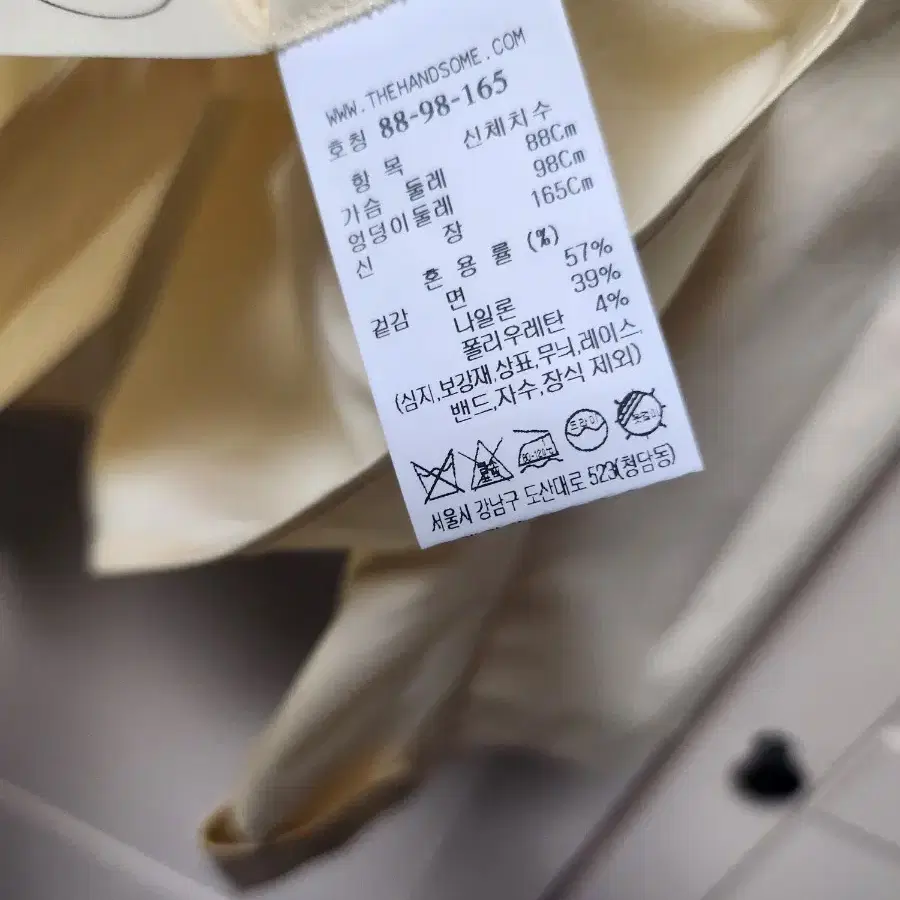 WWW.THEHANDSOME.COM
호칭 88-98-165
항 목 신체치수
가슴 둘레 88Cm
엉덩이둘레 98Cm
신 장 165Cm
혼 용 률 (%)
겉감 면 57%
나일론 39%
폴리우레탄 4%
(심지,보강재,상표,무늬,레이스,
밴드,자수,장식 제외)
드라이
서울시 강남구 도산대로 523(청담동)